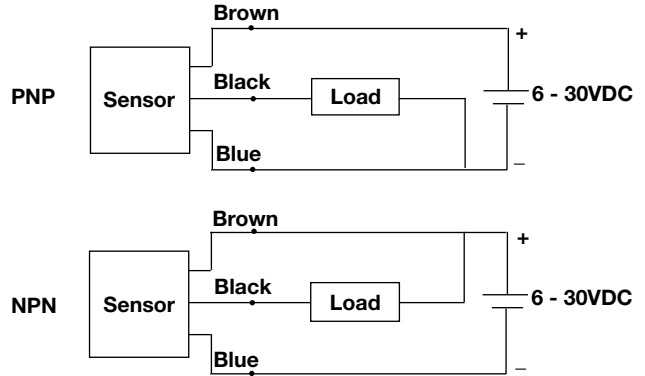 Brown
+
PNP
Sensor
Black
Load
6 - 30VDC
Blue
–
Brown
+
NPN
Sensor
Black
Load
6 - 30VDC
Blue
–